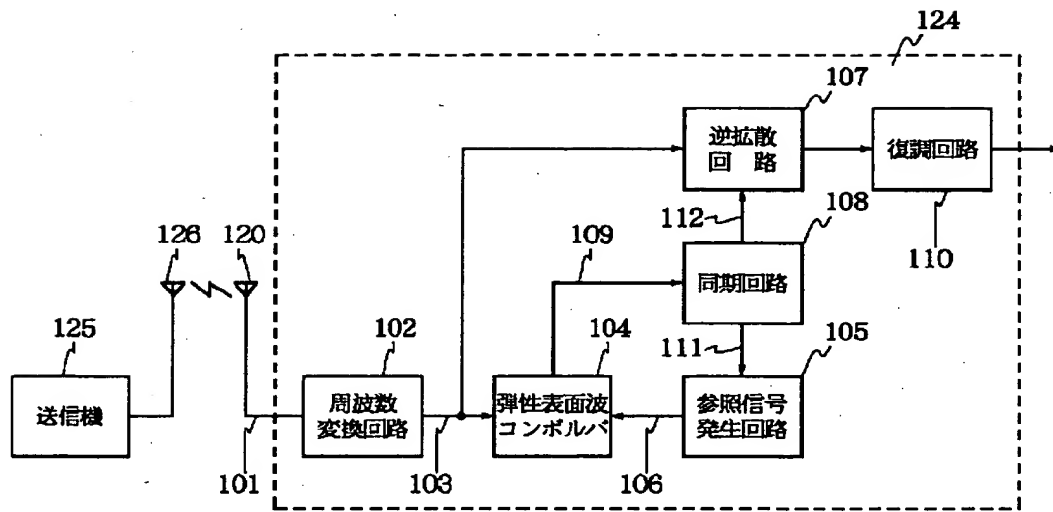 124
107
逆拡散
回 路
復調回路
112
108
110
126
120
109
同期回路
125
102
104
111
105
送信機
周波数
変換回路
弾性表面波
コンボルバ
参照信号
発生回路
101
103
106